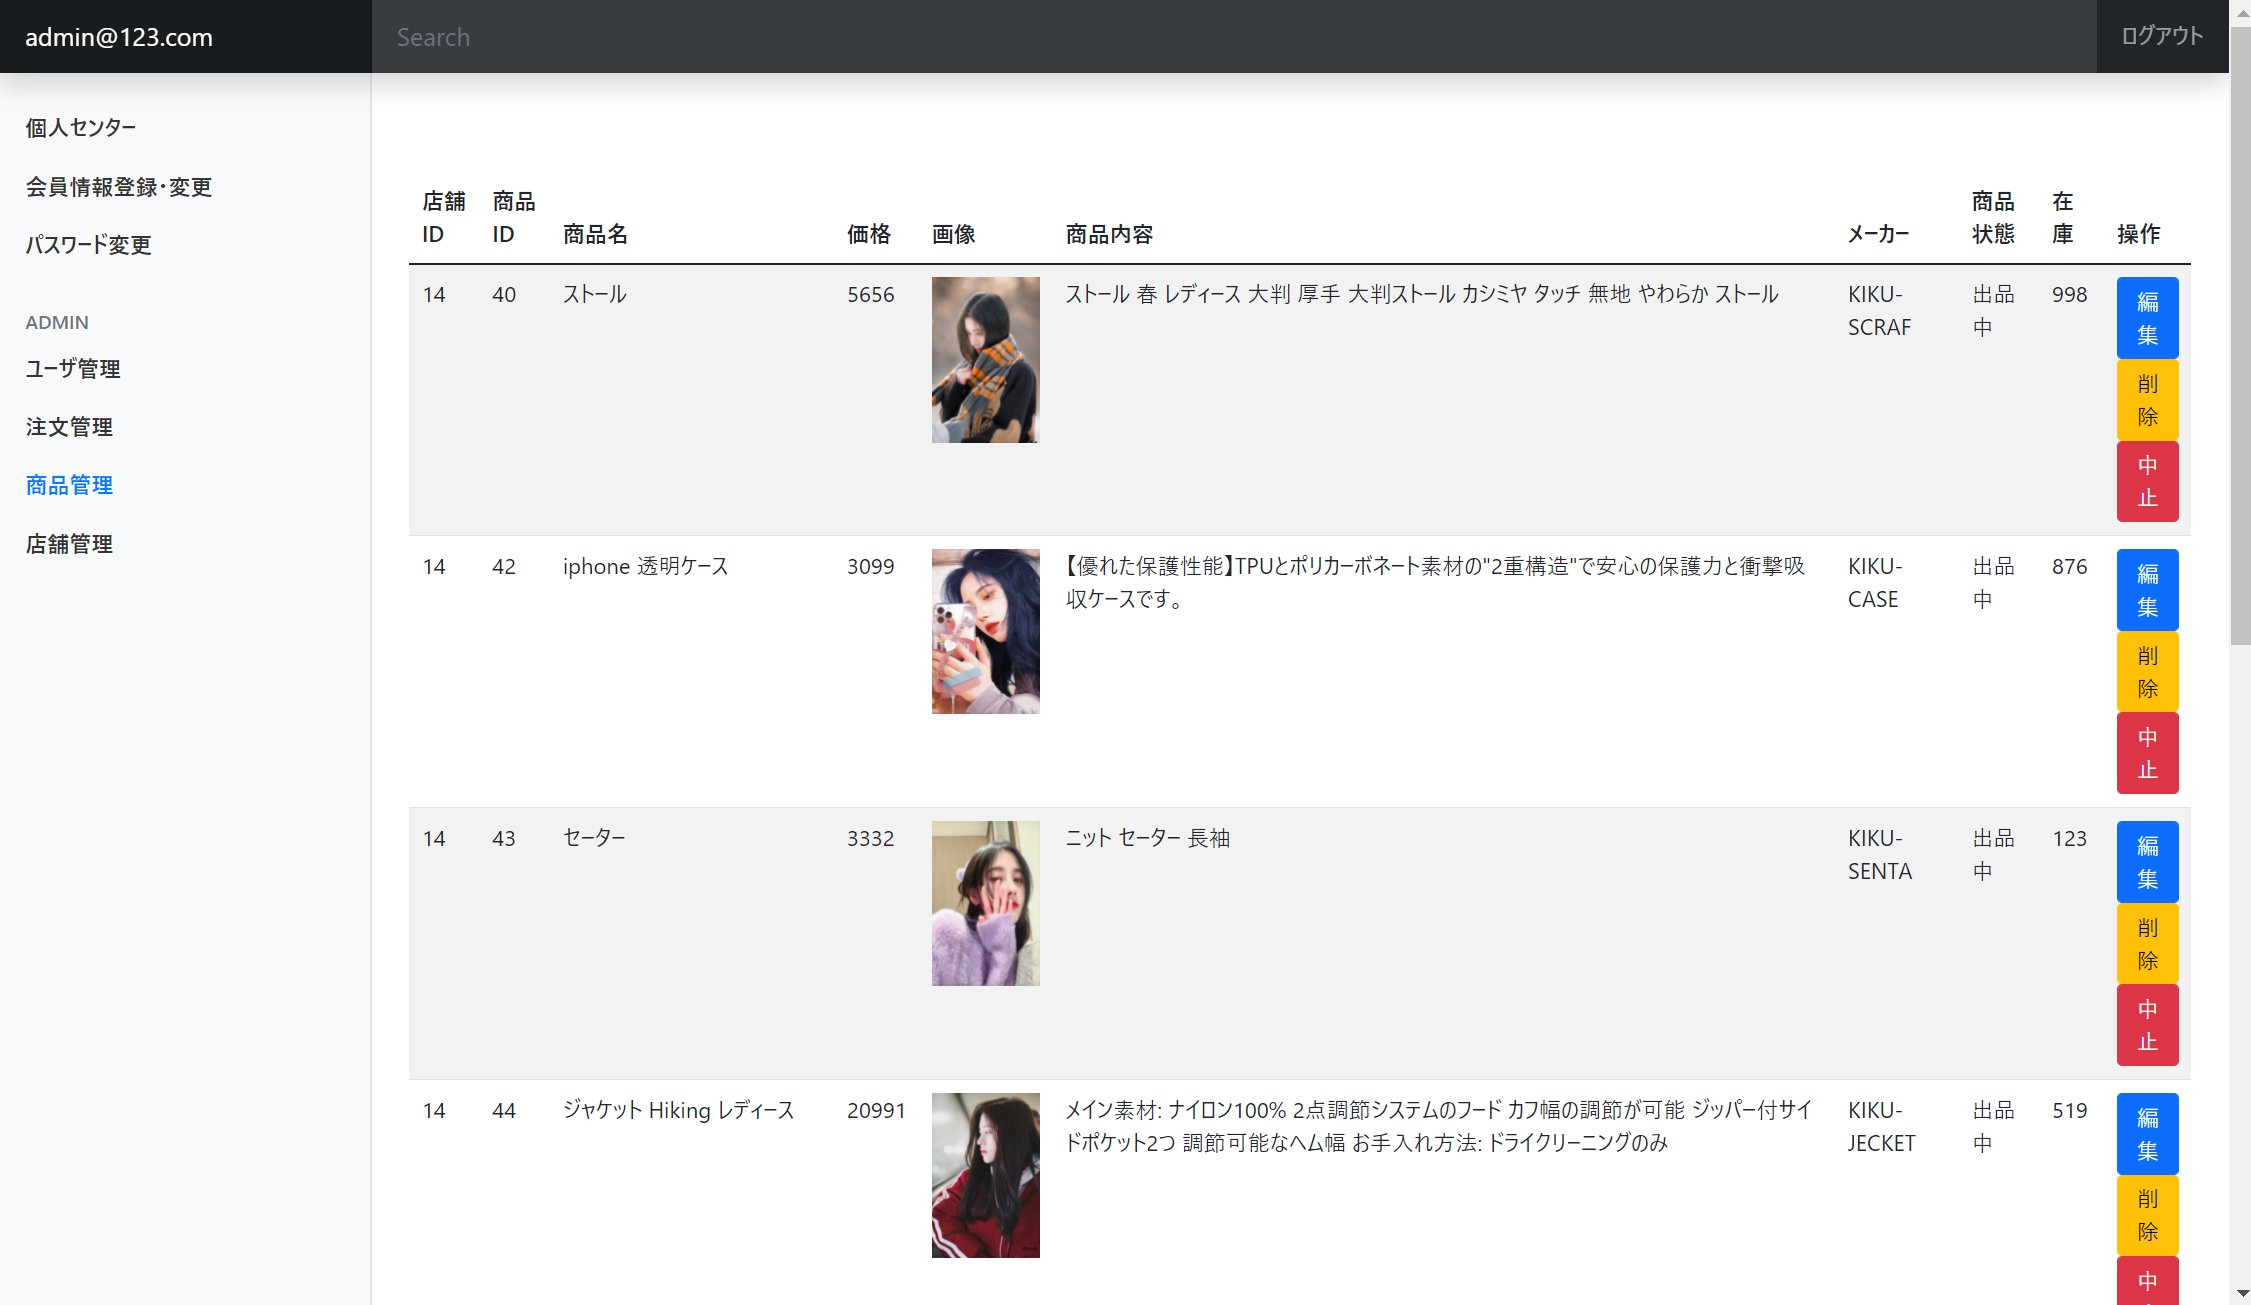 admin@123.com
Search
ログアウト
個人センター
会員情報登録・変更
パスワード変更
ADMIN
ユーザ管理
注文管理
商品管理
店舗管理
店舗
ID
商品
ID
商品名
価格
画像
商品内容
メーカー
商品
状態
在
庫
操作
14
40
ストール
5656
ストール 春 レディース 大判 厚手 大判ストール カシミヤ タッチ 無地 やわらか ストール
KIKU-
SCRAF
出品
中
998
編
集
削
除
中
止
14
42
iphone 透明ケース
3099
【優れた保護性能】TPUとポリカーボネート素材の"2重構造"で安心の保護力と衝撃吸
収ケースです。
KIKU-
CASE
出品
中
876
編
集
削
除
中
止
14
43
セーター
3332
ニット セーター 長袖
KIKU-
SENTA
出品
中
123
編
集
削
除
中
止
14
44
ジャケット Hiking レディース
20991
メイン素材: ナイロン100% 2点調節システムのフード カフ幅の調節が可能 ジッパー付サイ
ドポケット2つ 調節可能なヘム幅 お手入れ方法: ドライクリーニングのみ
KIKU-
JECKET
出品
中
519
編
集
削
除
中